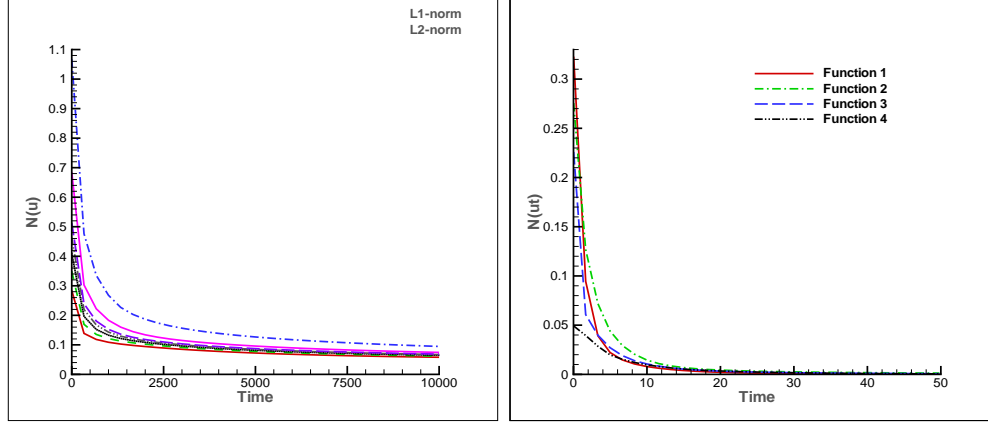 L1-norm
L2-norm
1.1
1
0.9
0.8
0.7
0.6
0.5
0.4
0.3
0.2
0.1
0
N(u)
0 2500 5000 7500 10000
Time
Function 1
Function 2
Function 3
Function 4
0.3
0.25
0.2
0.15
0.1
0.05
0
N(ut)
0 10 20 30 40 50
Time